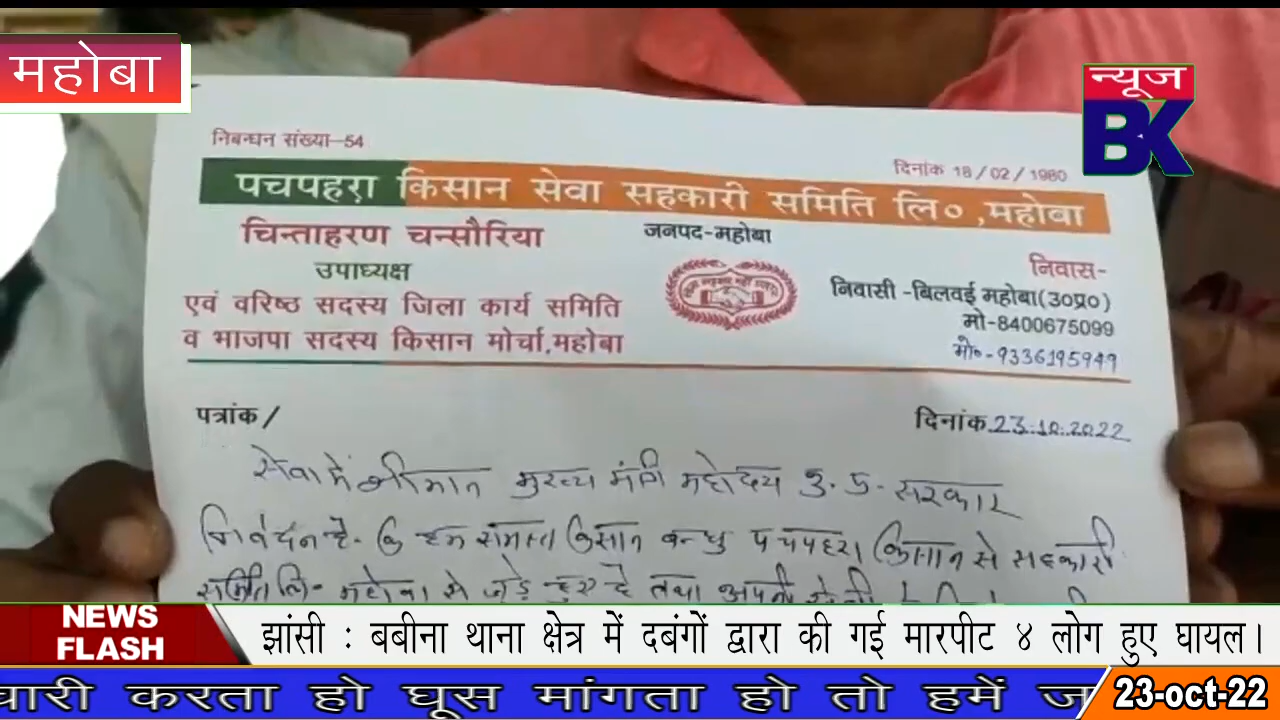 महोबा
न्यूज
BK
निबन्धन संख्या-54
दिनांक 18/02/1980
पचपहरा किसान सेवा सहकारी समिति लि०,महोबा
चिन्ताहरण चन्सौरिया
जनपद-महोबा
उपाध्यक्ष
निवास-
एवं वरिष्ठ सदस्य जिला कार्य समिति
निवासी -बिलवई महोबा(उ०प्र०)
मो-8400675099
व भाजपा सदस्य किसान मोर्चा,महोबा
मो०-9336195949
पत्रांक /
दिनांक 23.10.2022
सेवा में श्रीमान मुख्य मंत्री महोदय उ.प्र. सरकार
निवेदन है- कि हम समस्त किसान बन्धु पचपहरा किसान से सहकारी
समिति लि- महोबा से जुड़े हुए है तथा अपनी
NEWS FLASH
झांसी : बबीना थाना क्षेत्र में दबंगों द्वारा की गई मारपीट ४ लोग हुए घायल।
चारी करता हो घूस मांगता हो तो हमें ज
23-oct-22